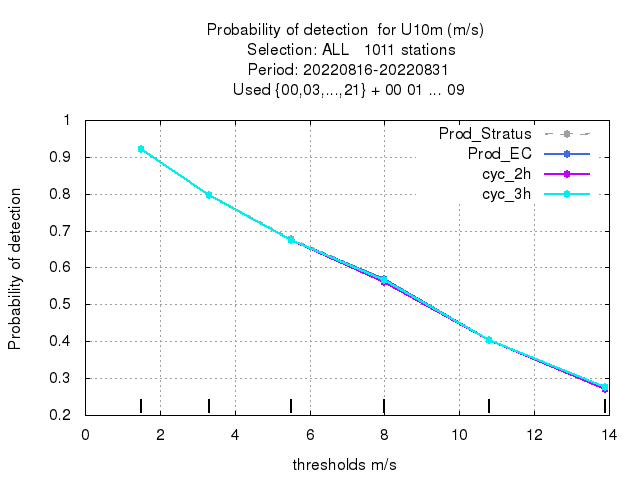 Probability of detection  for U10m (m/s)
Selection: ALL   1011 stations
Period: 20220816-20220831
Used {00,03,...,21} + 00 01 ... 09
Prod_Stratus
Prod_EC
cyc_2h
cyc_3h
Probability of detection
1
0.9
0.8
0.7
0.6
0.5
0.4
0.3
0.2
0 2 4 6 8 10 12 14
thresholds m/s